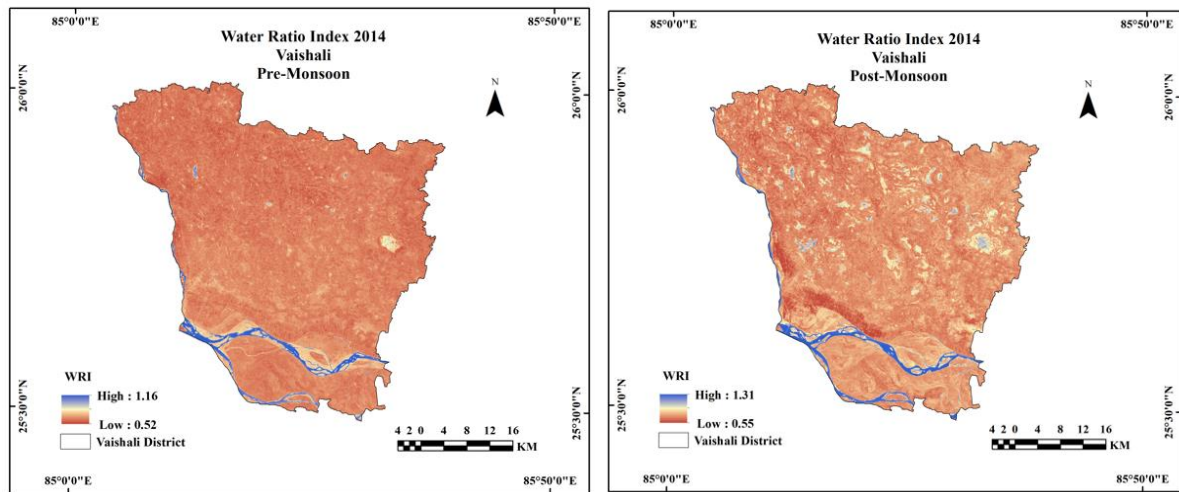 85°0'0"E
85°50'0"E
Water Ratio Index 2014
Vaishali
Pre-Monsoon
N
26°0'0"N
26°0'0"N
WRI
High : 1.16
Low : 0.52
Vaishali District
25°30'0"N
25°30'0"N
4 2 0 4 8 12 16
KM
85°0'0"E
85°50'0"E
85°0'0"E
85°50'0"E
Water Ratio Index 2014
Vaishali
Post-Monsoon
N
26°0'0"N
26°0'0"N
WRI
High : 1.31
Low : 0.55
Vaishali District
25°30'0"N
25°30'0"N
4 2 0 4 8 12 16
KM
85°0'0"E
85°50'0"E